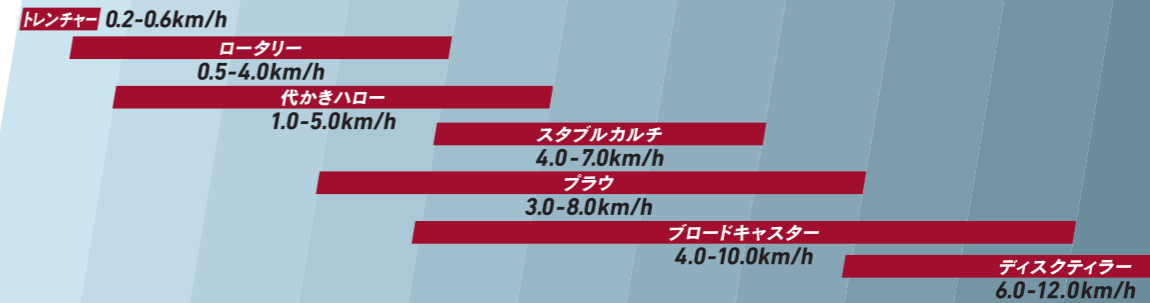 トレンチャー 0.2-0.6km/h
ロータリー
0.5-4.0km/h
代かきハロー
1.0-5.0km/h
スタブルカルチ
4.0-7.0km/h
プラウ
3.0-8.0km/h
ブロードキャスター
4.0-10.0km/h
ディスクティラー
6.0-12.0km/h